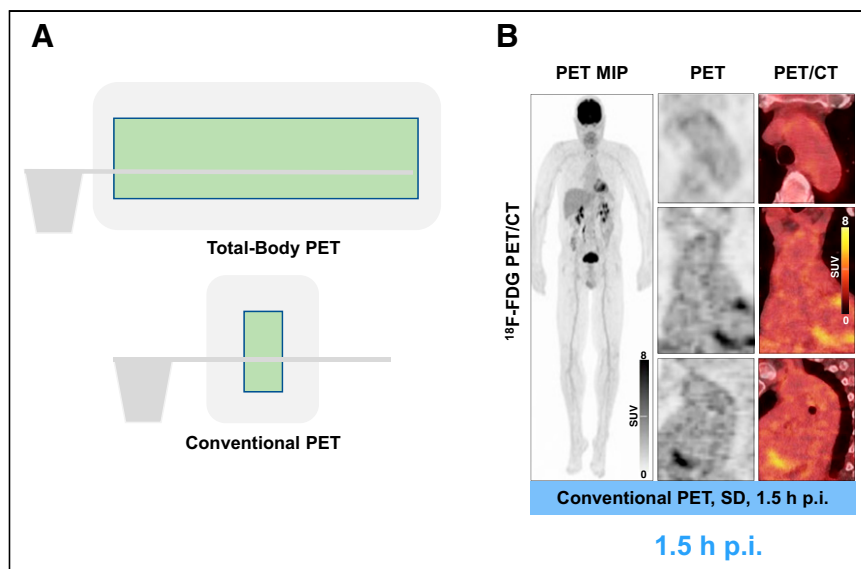 A
Total-Body PET
Conventional PET
B
PET MIP PET PET/CT
¹⁸F-FDG PET/CT
8
SUV
0
8
SUV
0
Conventional PET, SD, 1.5 h p.i.
1.5 h p.i.